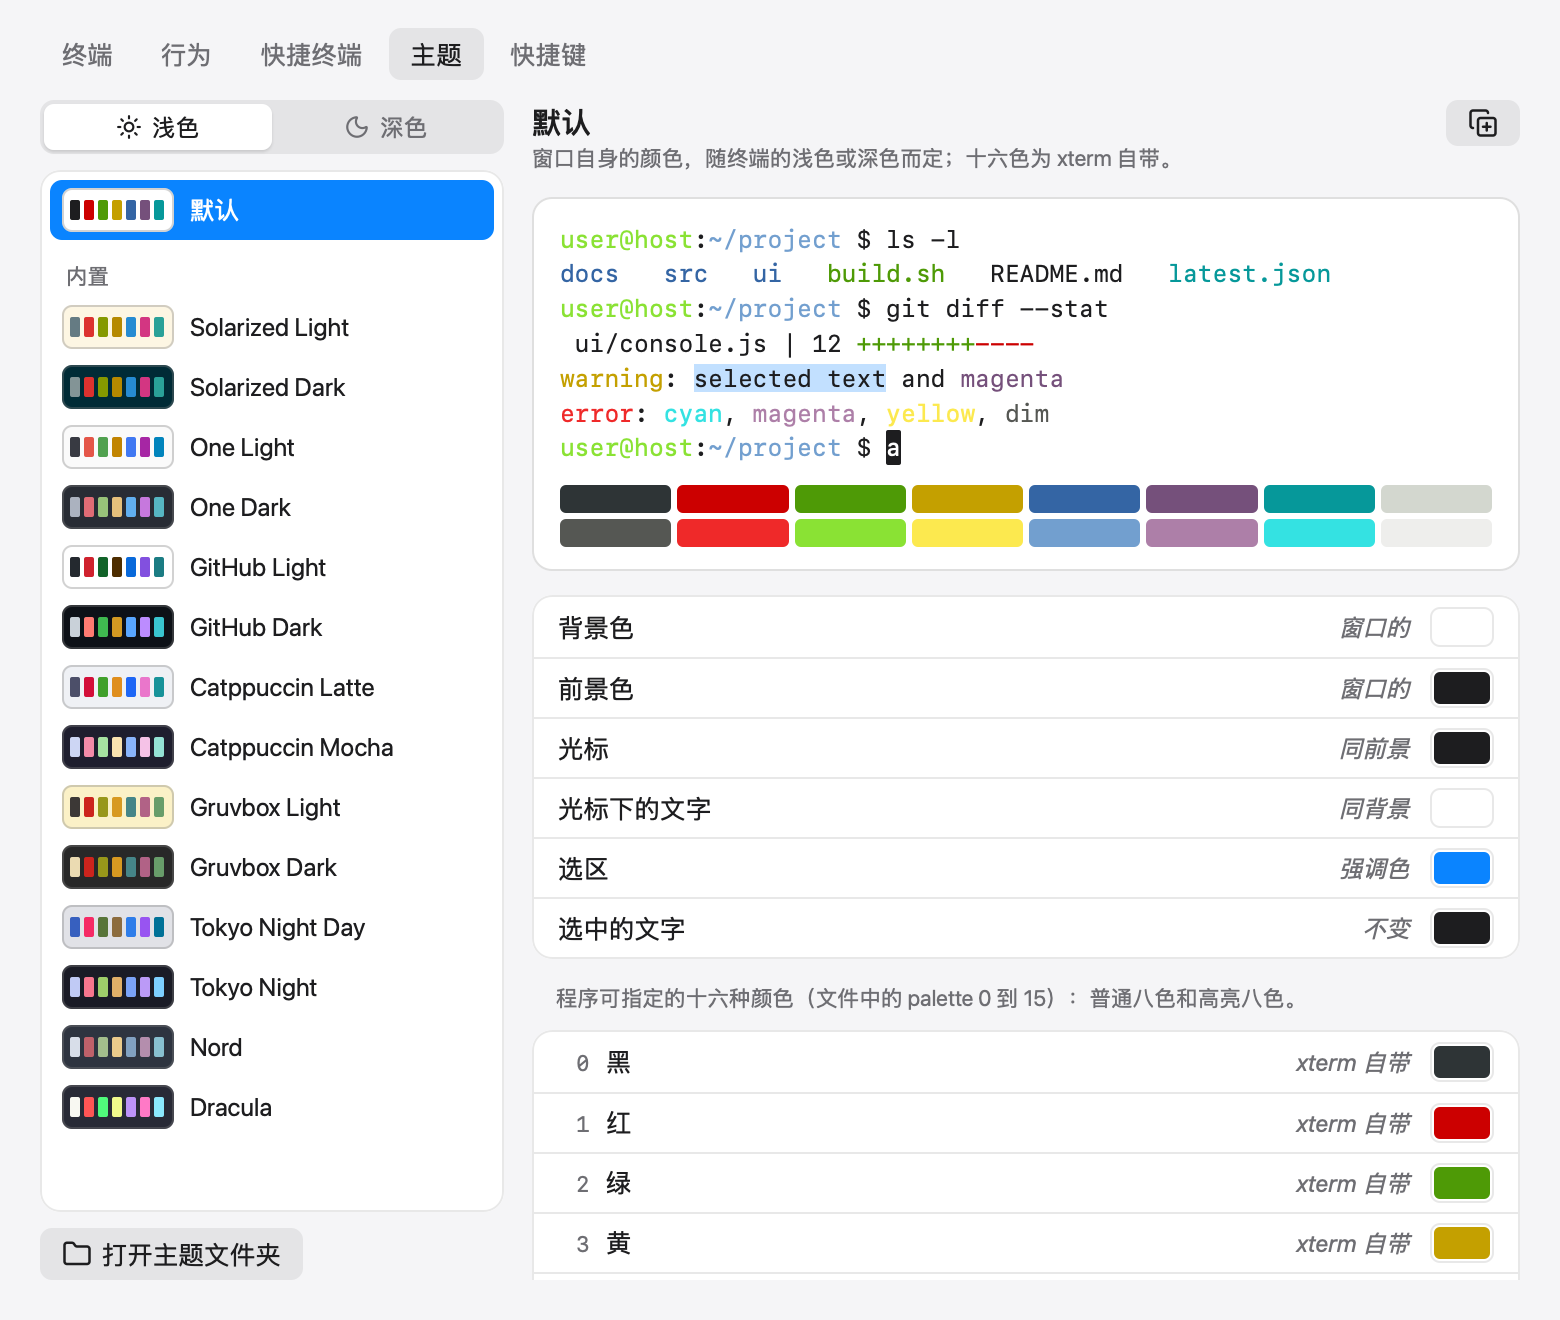 终端 行为 快捷终端 主题 快捷键
浅色 深色
默认
内置
Solarized Light
Solarized Dark
One Light
One Dark
GitHub Light
GitHub Dark
Catppuccin Latte
Catppuccin Mocha
Gruvbox Light
Gruvbox Dark
Tokyo Night Day
Tokyo Night
Nord
Dracula
打开主题文件夹
默认
窗口自身的颜色，随终端的浅色或深色而定；十六色为 xterm 自带。
user@host:~/project $ ls -l
docs src ui build.sh README.md latest.json
user@host:~/project $ git diff --stat
ui/console.js | 12 ++++++++----
warning: selected text and magenta
error: cyan, magenta, yellow, dim
user@host:~/project $ a
背景色 窗口的
前景色 窗口的
光标 同前景
光标下的文字 同背景
选区 强调色
选中的文字 不变
程序可指定的十六种颜色（文件中的 palette 0 到 15）：普通八色和高亮八色。
0 黑 xterm 自带
1 红 xterm 自带
2 绿 xterm 自带
3 黄 xterm 自带